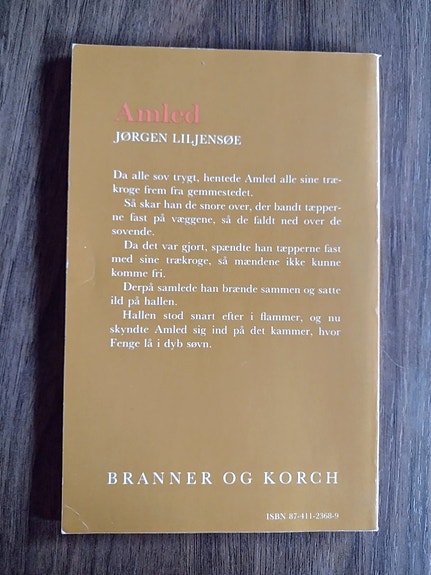 Amled
JØRGEN LILJENSØE
Da alle sov trygt, hentede Amled alle sine træ-
kroge frem fra gemmestedet.
Så skar han de snore over, der bandt tæpper-
ne fast på væggene, så de faldt ned over de
sovende.
Da det var gjort, spændte han tæpperne fast
med sine trækroge, så mændene ikke kunne
komme fri.
Derpå samlede han brænde sammen og satte
ild på hallen.
Hallen stod snart efter i flammer, og nu
skyndte Amled sig ind på det kammer, hvor
Fenge lå i dyb søvn.
BRANNER OG KORCH
ISBN 87-411-2368-9